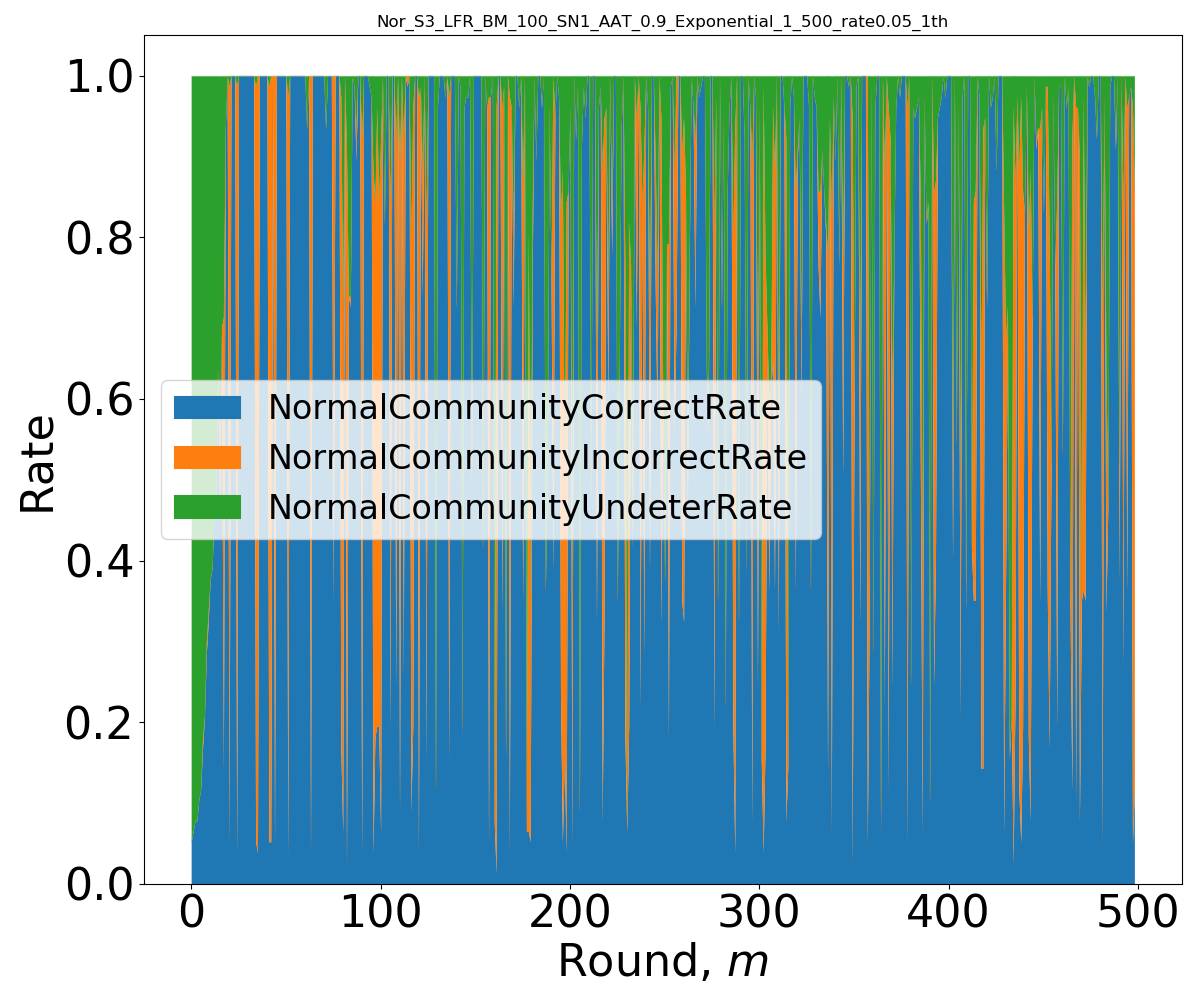 Nor_S3_LFR_BM_100_SN1_AAT_0.9_Exponential_1_500_rate0.05_1th
1.0
0.8
0.6
0.4
0.2
0.0
Rate
NormalCommunityCorrectRate
NormalCommunityIncorrectRate
NormalCommunityUndeterRate
0 100 200 300 400 500
Round, m